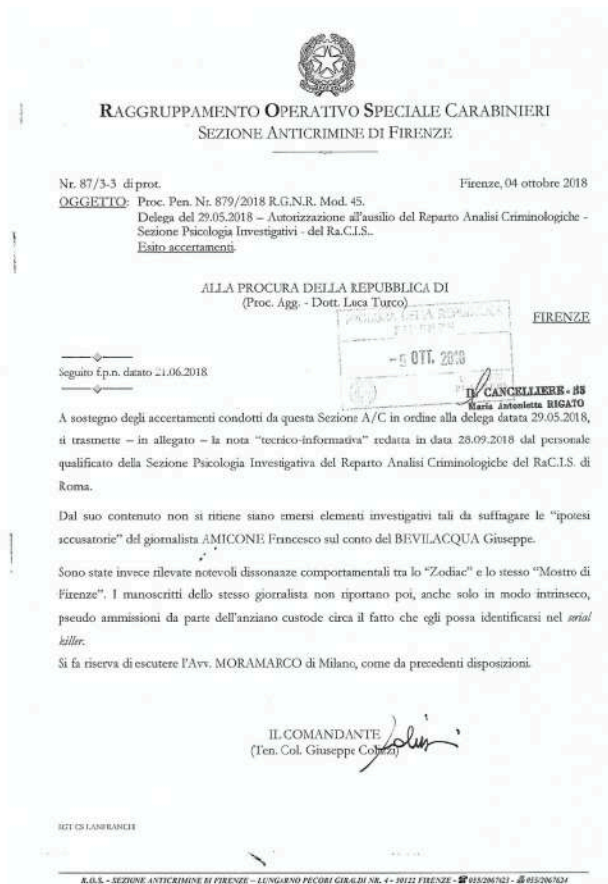 RAGGRUPPAMENTO OPERATIVO SPECIALE CARABINIERI
SEZIONE ANTICRIMINE DI FIRENZE
Nr. 87/3-3 di prot. Firenze, 04 ottobre 2018
OGGETTO: Proc. Pen. Nr. 879/2018 R.G.N.R. Mod. 45.
Delega del 29.05.2018 – Autorizzazione all'ausilio del Reparto Analisi Criminologiche -
Sezione Psicologia Investigativi - del Ra.C.I.S..
Esito accertamenti.
ALLA PROCURA DELLA REPUBBLICA DI
(Proc. Agg. - Dott. Luca Turco)
FIRENZE
PROCURA DELLA REPUBBLICA
FIRENZE
-5 OTT. 2018
Seguito f.p.n. datato 21.06.2018
IL CANCELLIERE - B3
Maria Antonietta RIGATO
A sostegno degli accertamenti condotti da questa Sezione A/C in ordine alla delega datata 29.05.2018,
si trasmette – in allegato – la nota "tecnico-informativa" redatta in data 28.09.2018 dal personale
qualificato della Sezione Psicologia Investigativa del Reparto Analisi Criminologiche del RaC.I.S. di
Roma.
Dal suo contenuto non si ritiene siano emersi elementi investigativi tali da suffragare le "ipotesi
accusatorie" del giornalista AMICONE Francesco sul conto del BEVILACQUA Giuseppe.
Sono state invece rilevate notevoli dissonanze comportamentali tra lo "Zodiac" e lo stesso "Mostro di
Firenze". I manoscritti dello stesso giornalista non riportano poi, anche solo in modo intrinseco,
pseudo ammissioni da parte dell'anziano custode circa il fatto che egli possa identificarsi nel serial
killer.
Si fa riserva di escutere l'Avv. MORAMARCO di Milano, come da precedenti disposizioni.
IL COMANDANTE
(Ten. Col. Giuseppe Colizzi)
SGT CS LANFRANCHI
R.O.S. - SEZIONE ANTICRIMINE DI FIRENZE – LUNGARNO PECORI GIRALDI NR. 4 - 50122 FIRENZE - ☎ 055/2067623 - 055/2067624